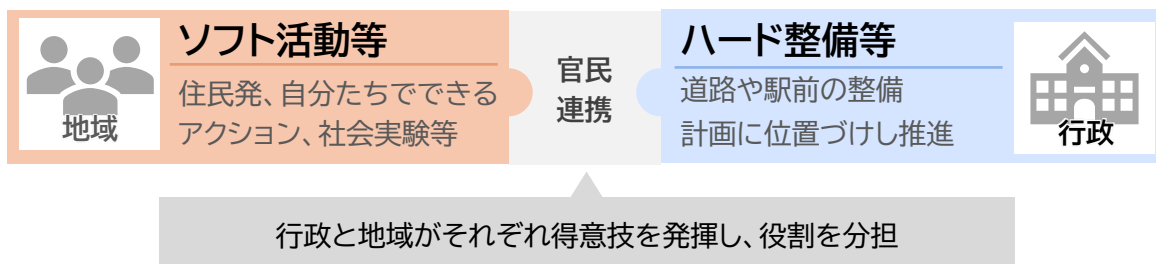 ソフト活動等
住民発、自分たちでできる
アクション、社会実験等
地域
官民
連携
ハード整備等
道路や駅前の整備
計画に位置づけし推進
行政
行政と地域がそれぞれ得意技を発揮し、役割を分担